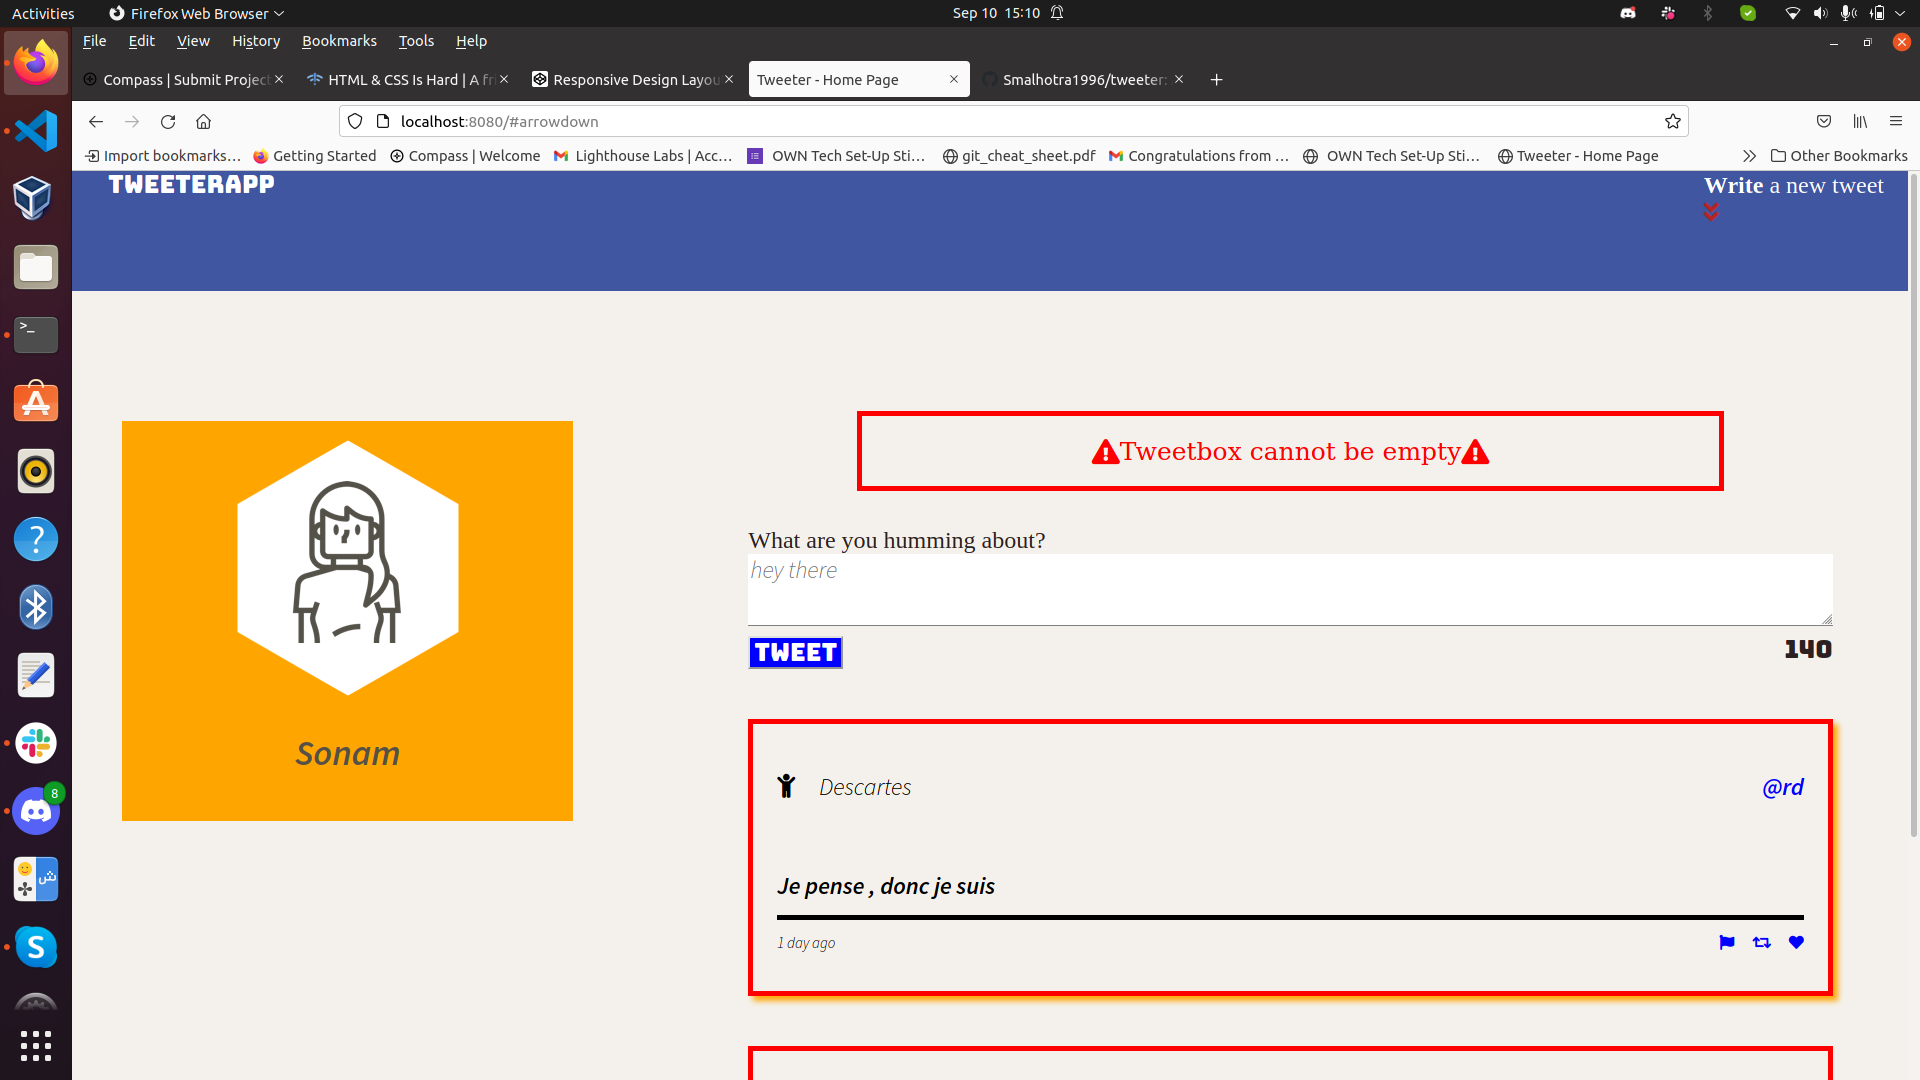 Activities Firefox Web Browser Sep 10 15:10
File Edit View History Bookmarks Tools Help
Compass | Submit Project HTML & CSS Is Hard | A fri Responsive Design Layou Tweeter - Home Page Smalhotra1996/tweeter:
localhost:8080/#arrowdown
Import bookmarks... Getting Started Compass | Welcome Lighthouse Labs | Acc... OWN Tech Set-Up Sti... git_cheat_sheet.pdf Congratulations from ... OWN Tech Set-Up Sti... Tweeter - Home Page Other Bookmarks
TWEETERAPP
Write a new tweet
Tweetbox cannot be empty
What are you humming about?
hey there
TWEET 140
Sonam
Descartes @rd
Je pense , donc je suis
1 day ago
8